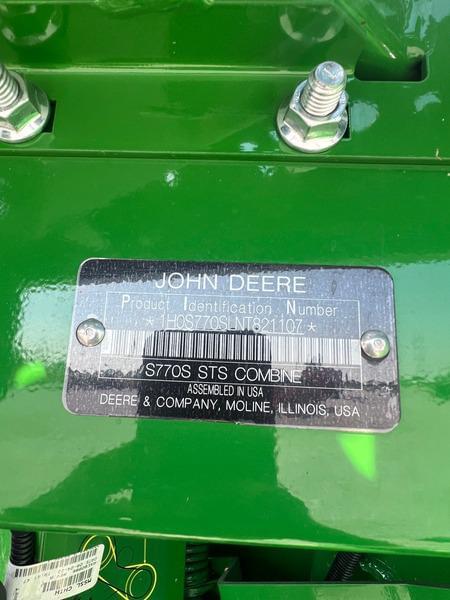 JOHN DEERE
Product Identification Number
*1H0S770SLNT821107*
S770S STS COMBINE
ASSEMBLED IN USA
DEERE & COMPANY, MOLINE, ILLINOIS, USA